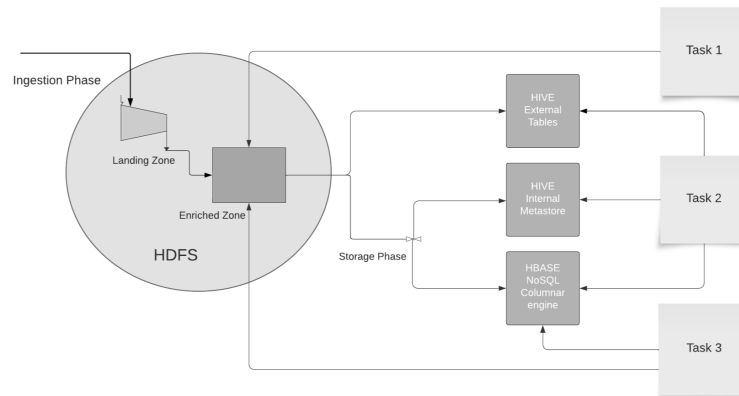 Task 1
Ingestion Phase
HIVE
External
Tables
Landing Zone
HIVE
Internal
Metastore
Task 2
Enriched Zone
HDFS
Storage Phase
HBASE
NoSQL
Columnar
engine
Task 3